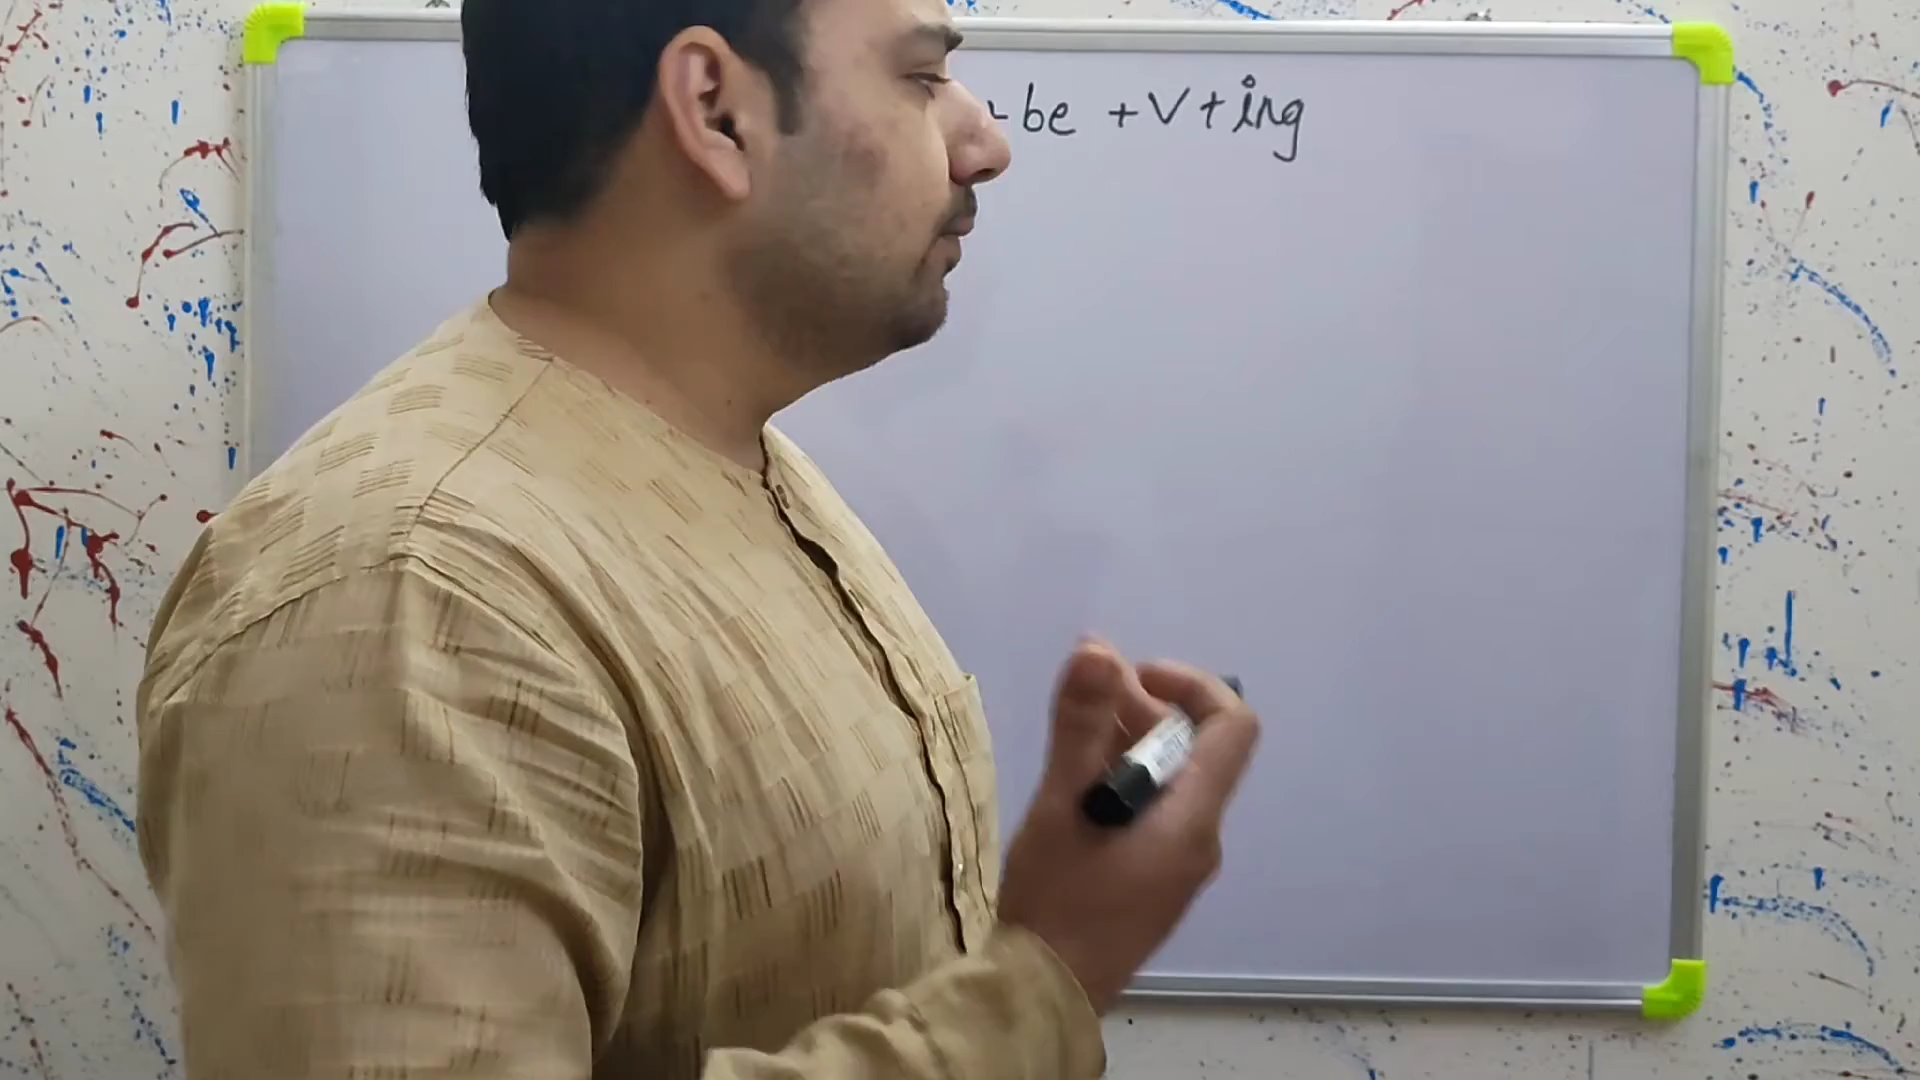 be + V + ing